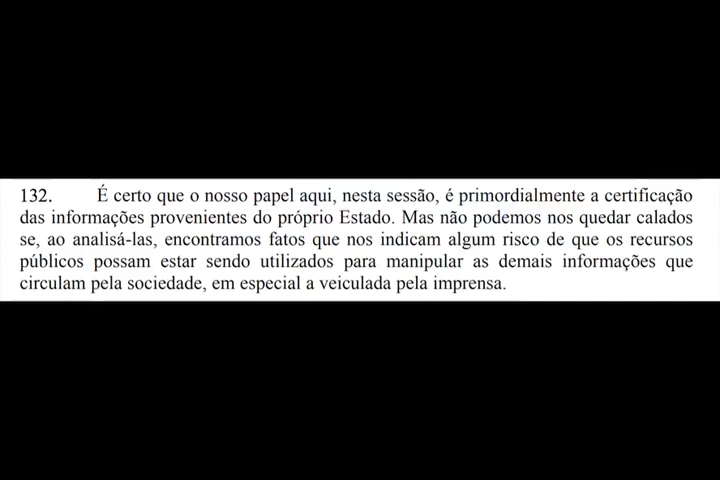 132. É certo que o nosso papel aqui, nesta sessão, é primordialmente a certificação
das informações provenientes do próprio Estado. Mas não podemos nos quedar calados
se, ao analisá-las, encontramos fatos que nos indicam algum risco de que os recursos
públicos possam estar sendo utilizados para manipular as demais informações que
circulam pela sociedade, em especial a veiculada pela imprensa.